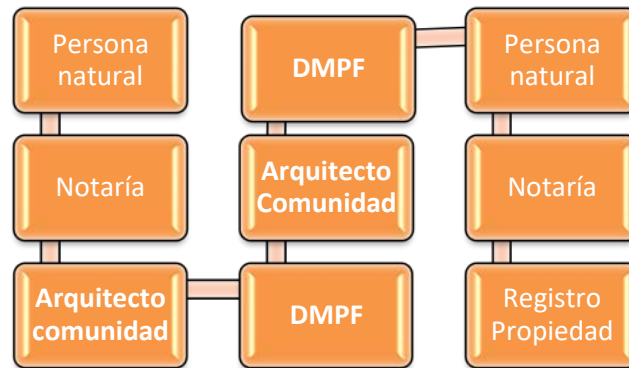 Persona
natural
Notaría
Arquitecto
comunidad
DMPF
Arquitecto
Comunidad
DMPF
Persona
natural
Notaría
Registro
Propiedad